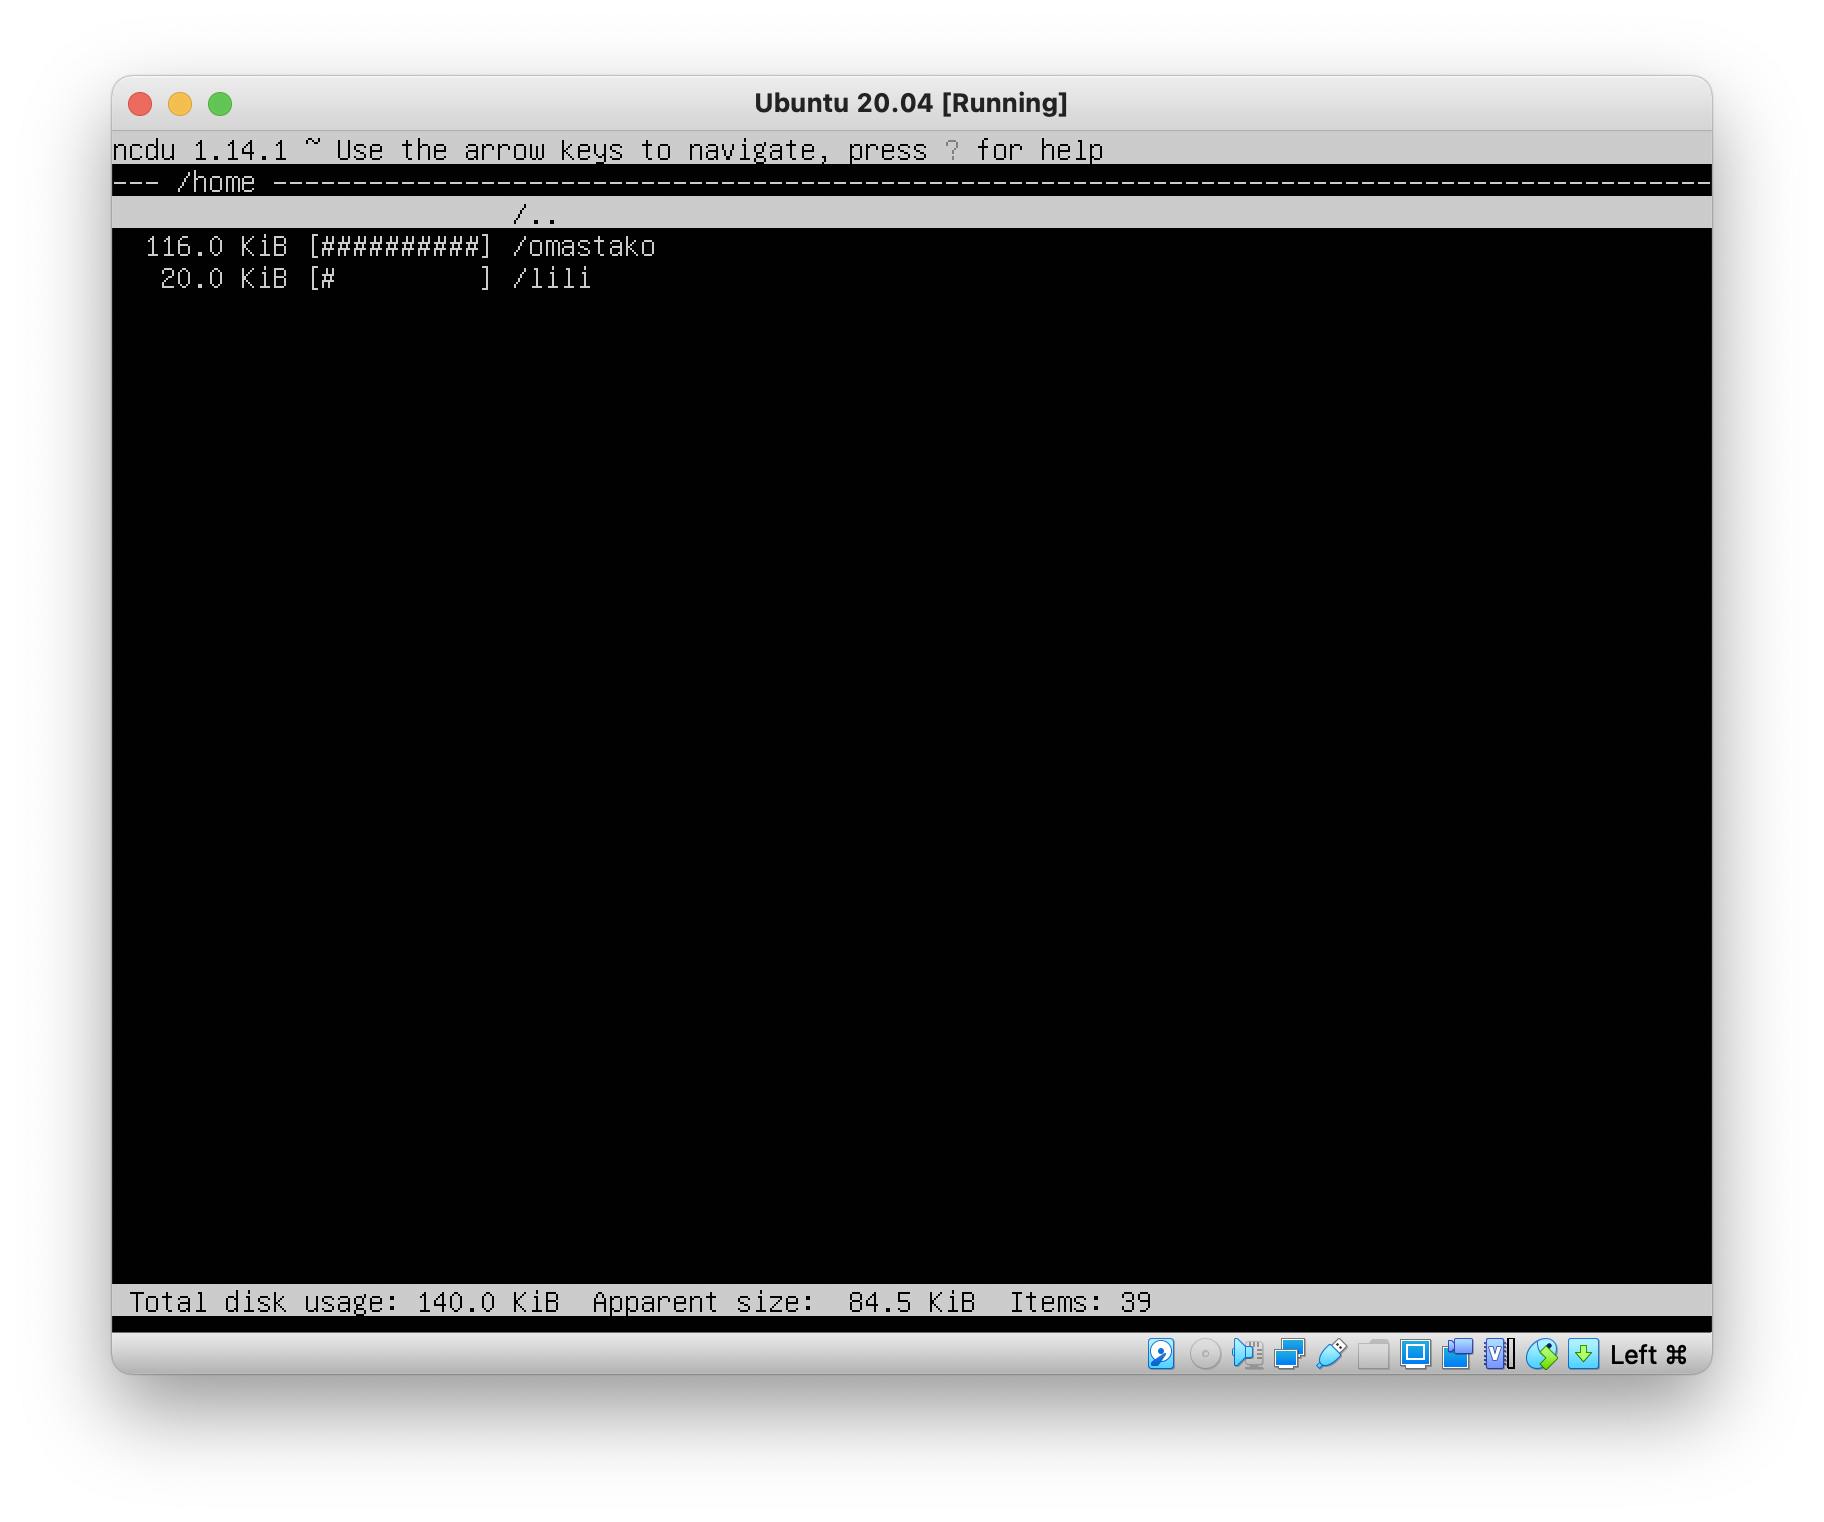 Ubuntu 20.04 [Running]
ncdu 1.14.1 ~ Use the arrow keys to navigate, press ? for help
--- /home ------------------------------------------------------------------------------------------
/..
116.0 KiB [##########] /omastako
20.0 KiB [#         ] /lili
Total disk usage: 140.0 KiB  Apparent size:  84.5 KiB  Items: 39
Left ⌘